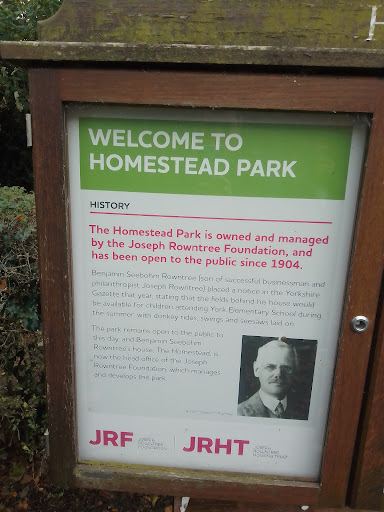 WELCOME TO
HOMESTEAD PARK
HISTORY
The Homestead Park is owned and managed
by the Joseph Rowntree Foundation, and
has been open to the public since 1904.
Benjamin Seebohm Rowntree (son of successful businessman and
philanthropist Joseph Rowntree) placed a notice in the Yorkshire
Gazette that year, stating that the fields behind his house would
be available for children attending York Elementary School during
the summer, with donkey rides, swings and seesaws laid on.
The park remains open to the public to
this day, and Benjamin Seebohm
Rowntree's house, The Homestead, is
now the head office of the Joseph
Rowntree Foundation, which manages
and develops the park.
JRF JOSEPH
ROWNTREE
FOUNDATION
JRHT JOSEPH
ROWNTREE
HOUSING TRUST